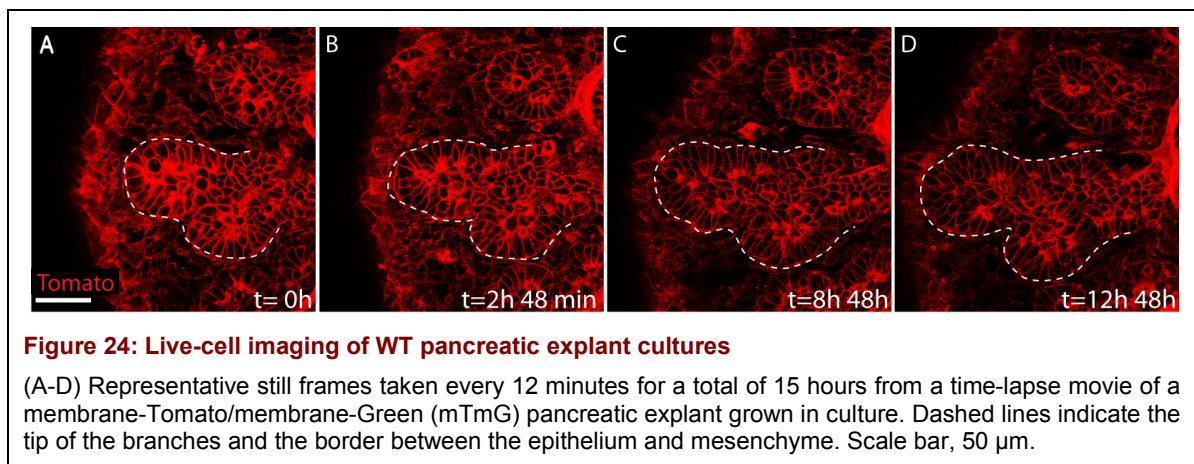 A
B
C
D
Tomato
t= 0h
t=2h 48 min
t=8h 48h
t=12h 48h
Figure 24: Live-cell imaging of WT pancreatic explant cultures
(A-D) Representative still frames taken every 12 minutes for a total of 15 hours from a time-lapse movie of a
membrane-Tomato/membrane-Green (mTmG) pancreatic explant grown in culture. Dashed lines indicate the
tip of the branches and the border between the epithelium and mesenchyme. Scale bar, 50 µm.